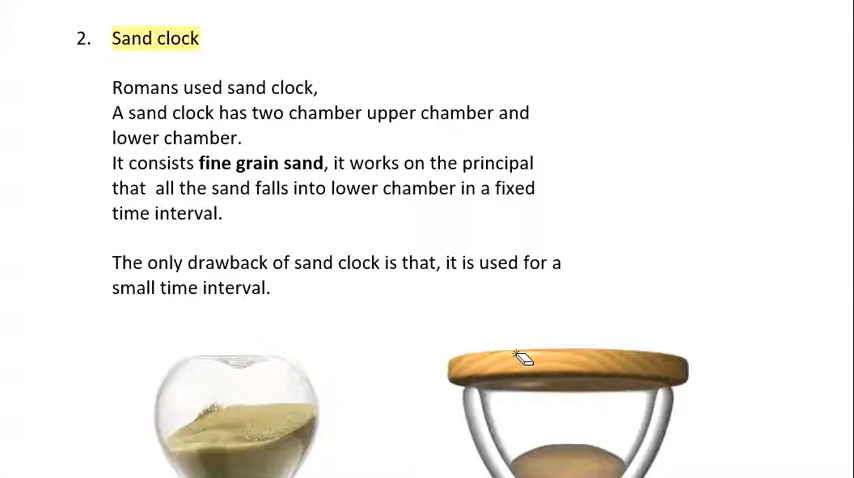 2. Sand clock
Romans used sand clock,
A sand clock has two chamber upper chamber and
lower chamber.
It consists fine grain sand, it works on the principal
that  all the sand falls into lower chamber in a fixed
time interval.
The only drawback of sand clock is that, it is used for a
small time interval.